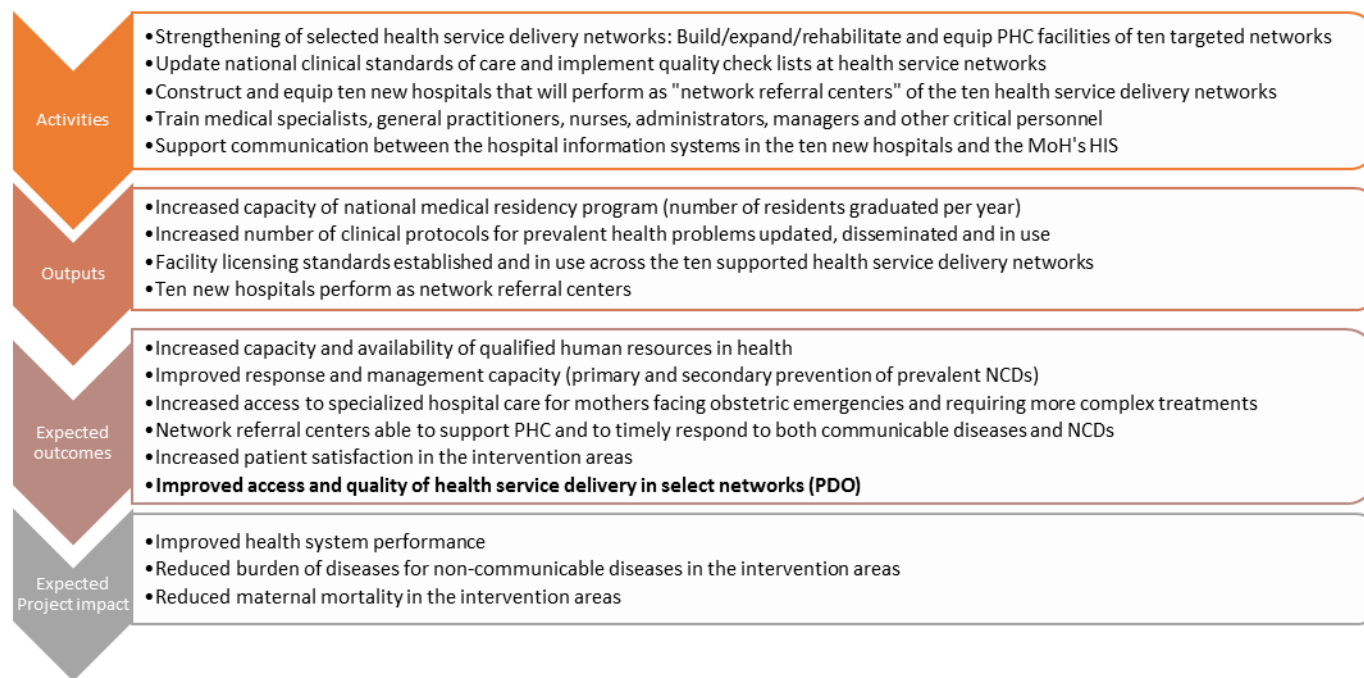 Activities
•Strengthening of selected health service delivery networks: Build/expand/rehabilitate and equip PHC facilities of ten targeted networks
•Update national clinical standards of care and implement quality check lists at health service networks
•Construct and equip ten new hospitals that will perform as "network referral centers" of the ten health service delivery networks
•Train medical specialists, general practitioners, nurses, administrators, managers and other critical personnel
•Support communication between the hospital information systems in the ten new hospitals and the MoH's HIS
Outputs
•Increased capacity of national medical residency program (number of residents graduated per year)
•Increased number of clinical protocols for prevalent health problems updated, disseminated and in use
•Facility licensing standards established and in use across the ten supported health service delivery networks
•Ten new hospitals perform as network referral centers
Expected
outcomes
•Increased capacity and availability of qualified human resources in health
•Improved response and management capacity (primary and secondary prevention of prevalent NCDs)
•Increased access to specialized hospital care for mothers facing obstetric emergencies and requiring more complex treatments
•Network referral centers able to support PHC and to timely respond to both communicable diseases and NCDs
•Increased patient satisfaction in the intervention areas
•Improved access and quality of health service delivery in select networks (PDO)
Expected
Project impact
•Improved health system performance
•Reduced burden of diseases for non-communicable diseases in the intervention areas
•Reduced maternal mortality in the intervention areas